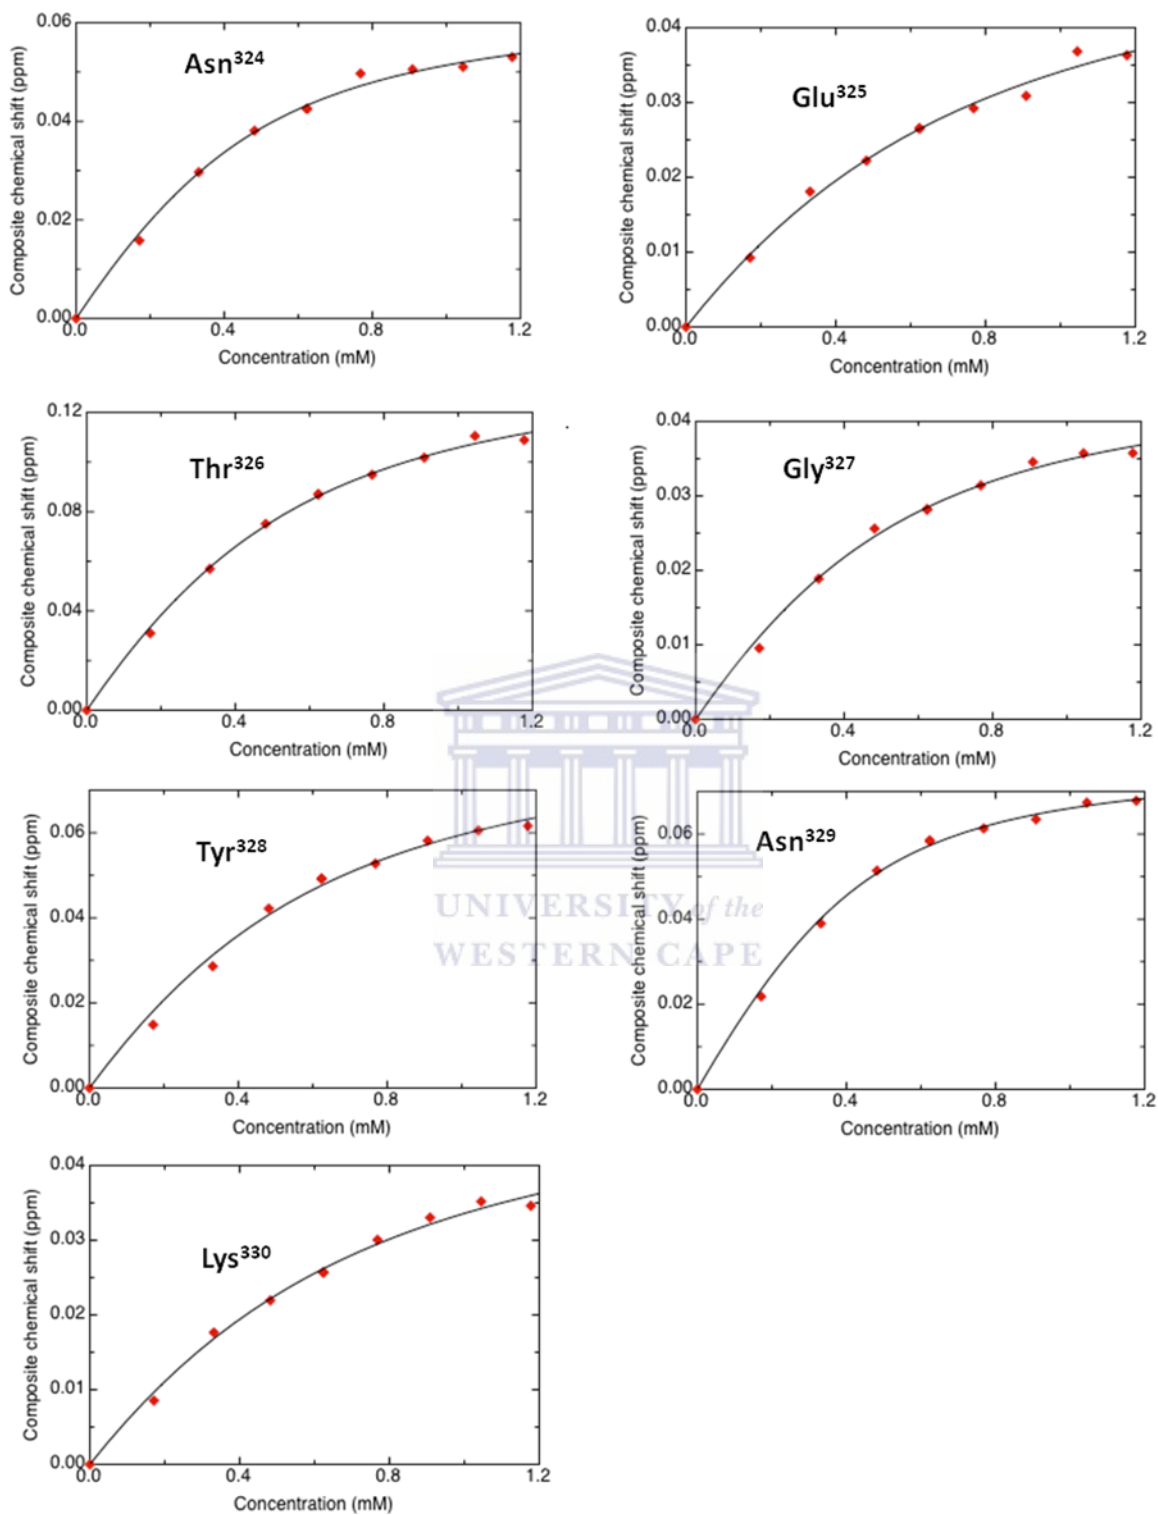 Asn324
Composite chemical shift (ppm)
0.06
0.04
0.02
0.00
0.0 0.4 0.8 1.2
Concentration (mM)
Glu325
Composite chemical shift (ppm)
0.04
0.03
0.02
0.01
0.00
0.0 0.4 0.8 1.2
Concentration (mM)
Thr326
Composite chemical shift (ppm)
0.12
0.08
0.04
0.00
0.0 0.4 0.8 1.2
Concentration (mM)
Gly327
Composite chemical shift (ppm)
0.04
0.03
0.02
0.01
0.00
0.0 0.4 0.8 1.2
Concentration (mM)
Tyr328
Composite chemical shift (ppm)
0.06
0.04
0.02
0.00
0.0 0.4 0.8 1.2
Concentration (mM)
Asn329
Composite chemical shift (ppm)
0.06
0.04
0.02
0.00
0.0 0.4 0.8 1.2
Concentration (mM)
UNIVERSITY of the
WESTERN CAPE
Lys330
Composite chemical shift (ppm)
0.04
0.03
0.02
0.01
0.00
0.0 0.4 0.8 1.2
Concentration (mM)